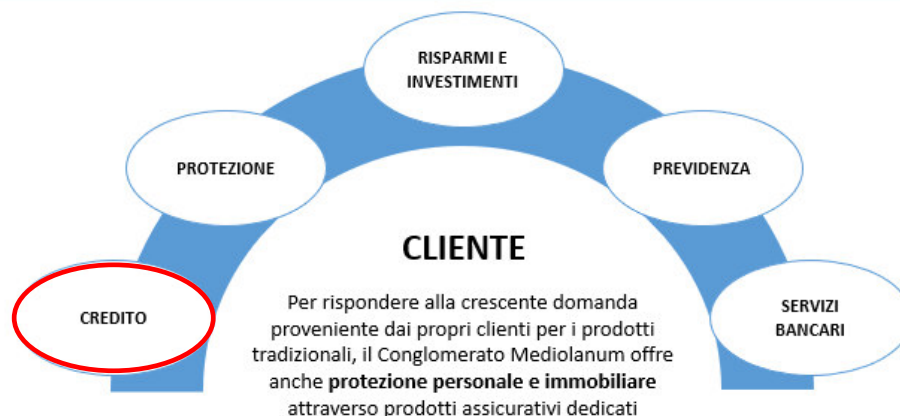 RISPARMI E
INVESTIMENTI
PROTEZIONE
PREVIDENZA
CREDITO
SERVIZI
BANCARI
CLIENTE
Per rispondere alla crescente domanda
proveniente dai propri clienti per i prodotti
tradizionali, il Conglomerato Mediolanum offre
anche protezione personale e immobiliare
attraverso prodotti assicurativi dedicati